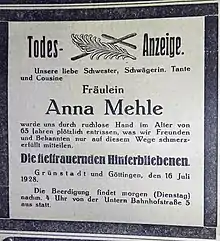 Todes- Anzeige.
Unsere liebe Schwester, Schwägerin, Tante
und Cousine
Fräulein
Anna Mehle
wurde uns durch ruchlose Hand im Alter von
65 Jahren plötzlich entrissen, was wir Freunden
und Bekannten nur auf diesem Wege schmerz-
erfüllt mitteilen.
Die tieftrauernden Hinterbliebenen.
Grünstadt und Göttingen, den 16 Juli
1928.
Die Beerdigung findet morgen (Dienstag)
nachm. 4 Uhr von der Untern Bahnhofstraße 5
aus statt.